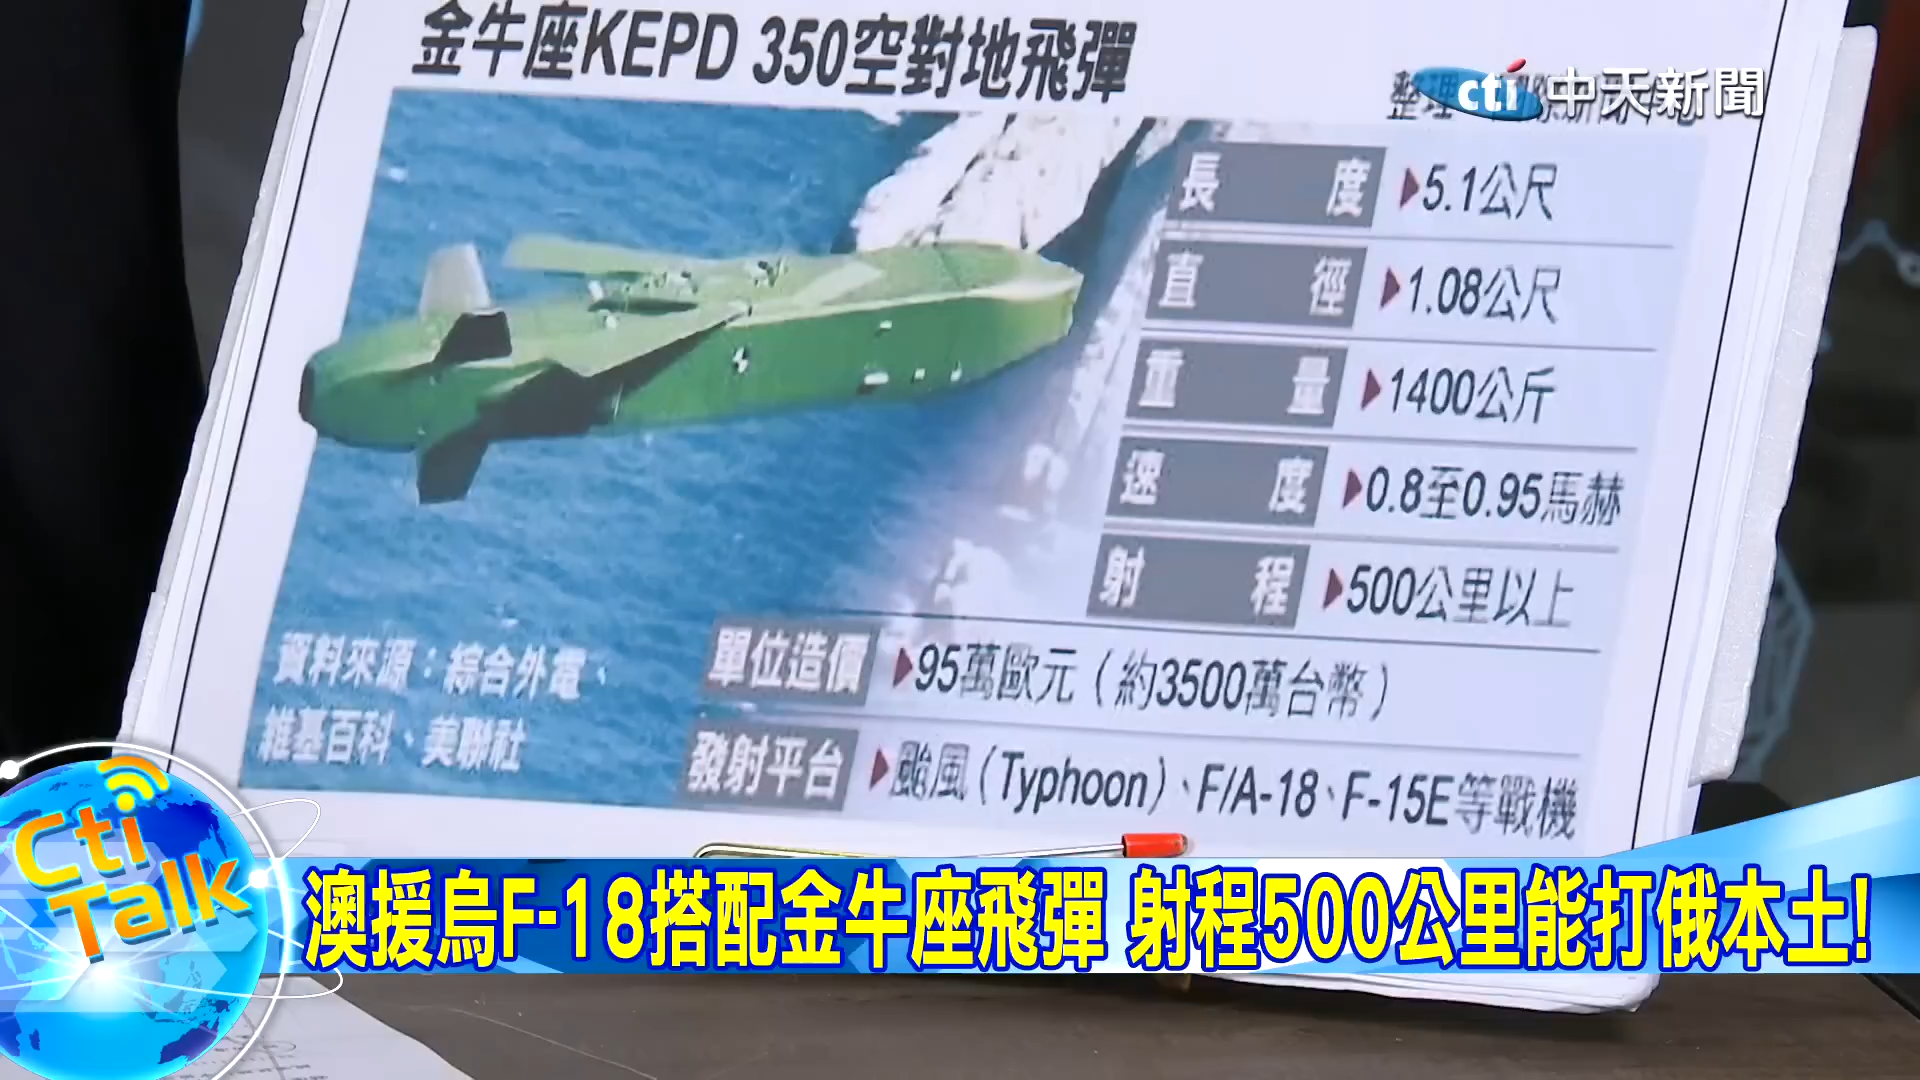 金牛座KEPD 350空對地飛彈
整理
cti 中天新聞
長度 5.1公尺
直徑 1.08公尺
重量 1400公斤
速度 0.8至0.95馬赫
射程 500公里以上
單位造價 95萬歐元（約3500萬台幣）
發射平台 颱風（Typhoon）、F/A-18、F-15E等戰機
資料來源：綜合外電、
維基百科、美聯社
Cti
Talk
澳援烏F-18搭配金牛座飛彈 射程500公里能打俄本土!